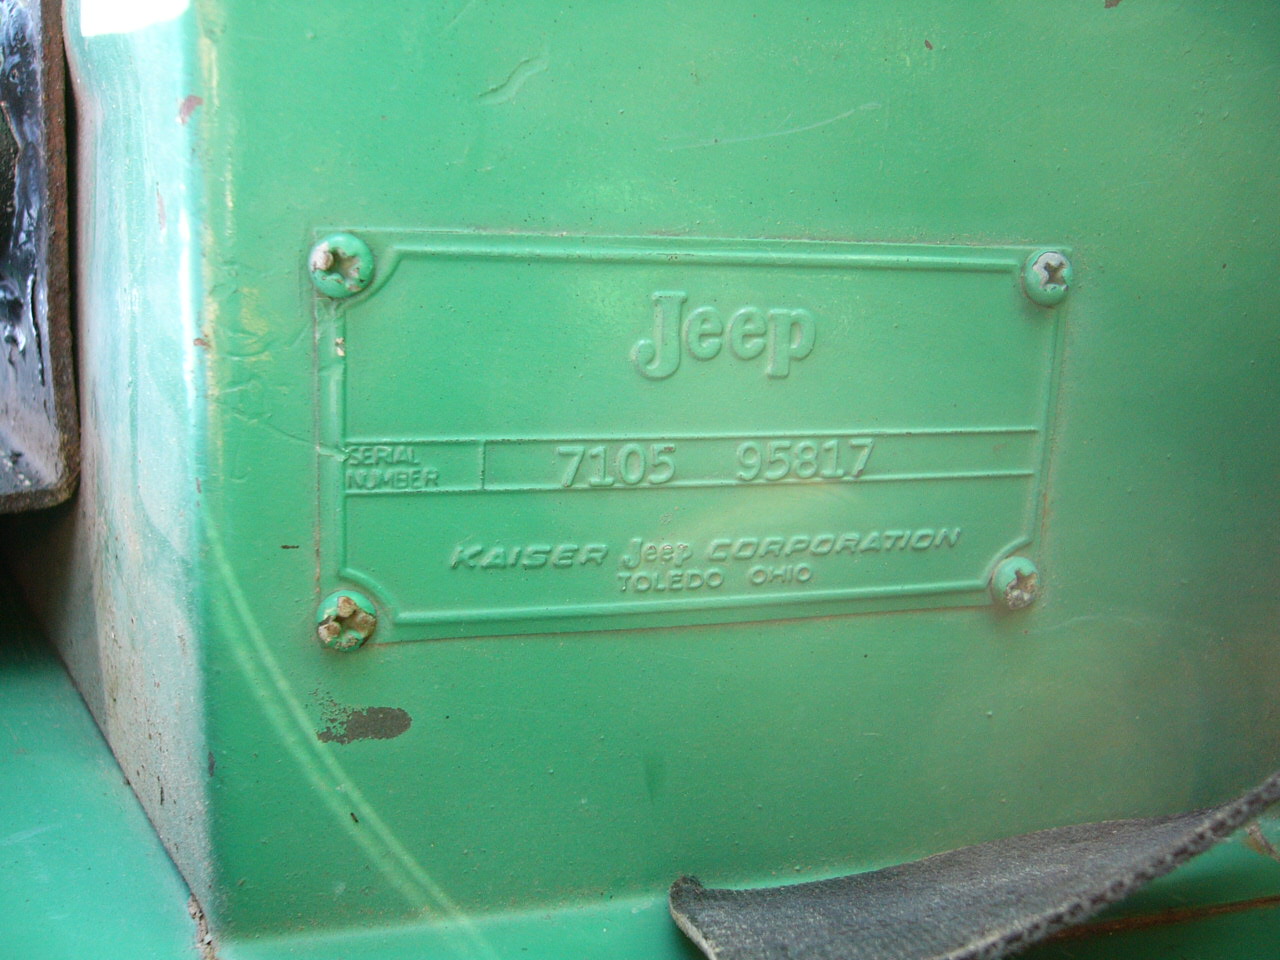 Jeep
SERIAL
NUMBER
7105 95817
KAISER Jeep CORPORATION
TOLEDO OHIO